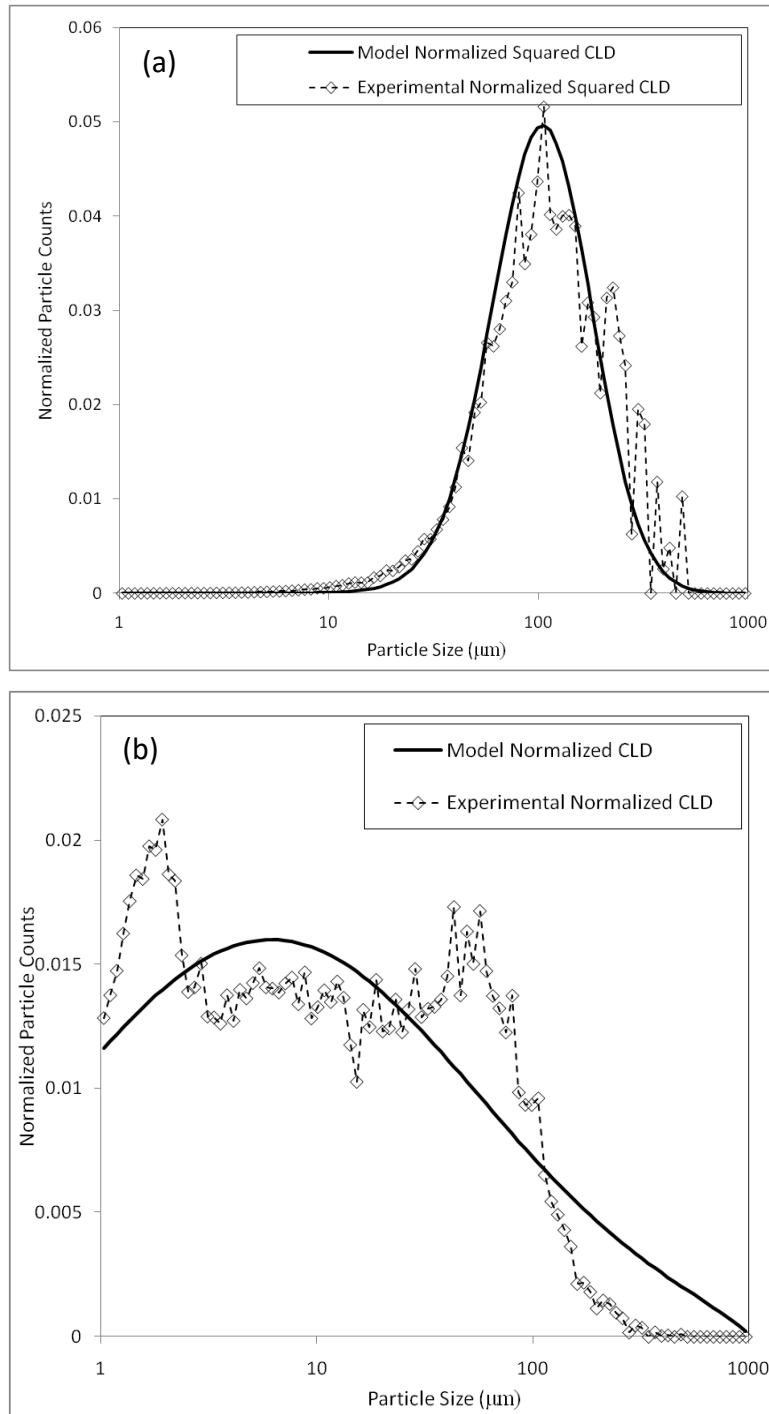 0.06
(a)
Model Normalized Squared CLD
Experimental Normalized Squared CLD
0.05
0.04
0.03
0.02
0.01
0
Normalized Particle Counts
1
10
100
1000
Particle Size (μm)
0.025
(b)
Model Normalized CLD
Experimental Normalized CLD
0.02
0.015
0.01
0.005
0
Normalized Particle Counts
1
10
100
1000
Particle Size (μm)